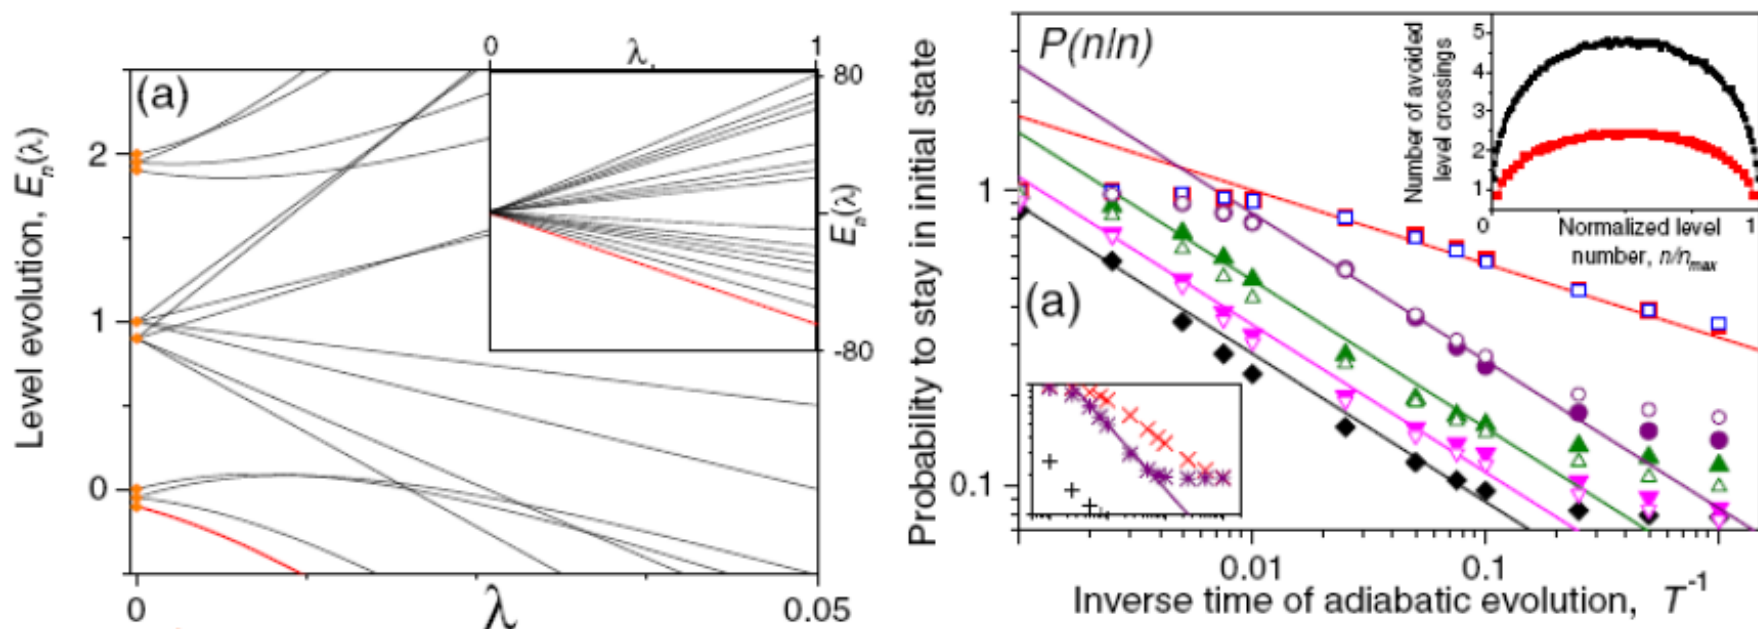 (a)
Level evolution, E_n(λ)
2
1
0
0
λ
0.05
0
λ
1
80
E_n(λ)
-80
P(n|n)
Probability to stay in initial state
1
0.1
(a)
0.01
0.1
Inverse time of adiabatic evolution, T⁻¹
Number of avoided
level crossings
5
4
3
2
1
0
1
Normalized level
number, n/n_max